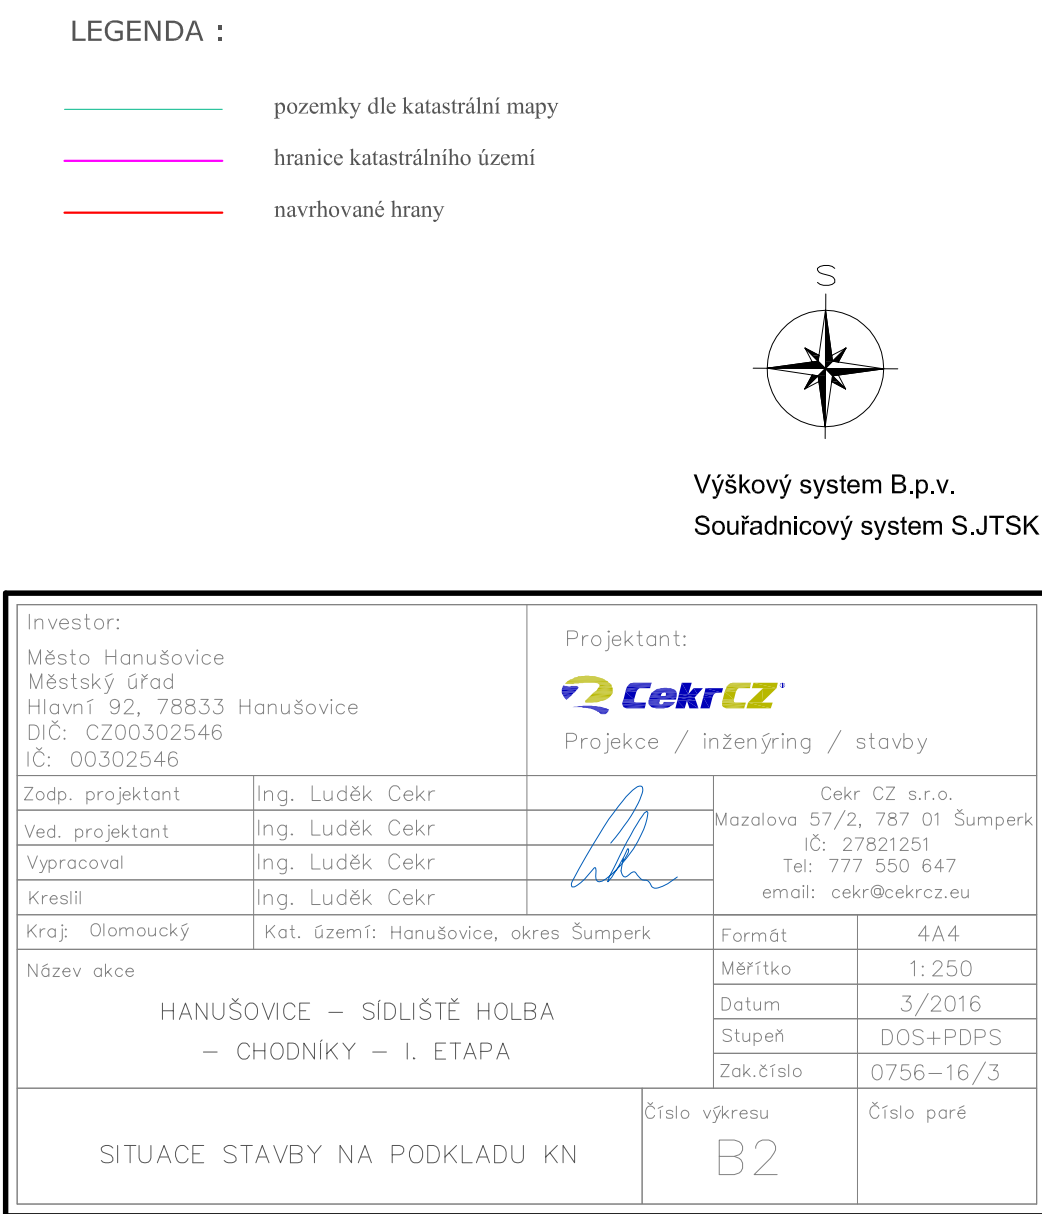 LEGENDA :
pozemky dle katastrální mapy
hranice katastrálního území
navrhované hrany
S
Výškový system B.p.v.
Souřadnicový system S.JTSK
Investor:
Město Hanušovice
Městský úřad
Hlavní 92, 78833 Hanušovice
DIČ: CZ00302546
IČ: 00302546
Projektant:
CekrCZ
Projekce / inženýring / stavby
Zodp. projektant Ing. Luděk Cekr
Ved. projektant Ing. Luděk Cekr
Vypracoval Ing. Luděk Cekr
Kreslil Ing. Luděk Cekr
Cekr CZ s.r.o.
Mazalova 57/2, 787 01 Šumperk
IČ: 27821251
Tel: 777 550 647
email: cekr@cekrcz.eu
Kraj: Olomoucký Kat. území: Hanušovice, okres Šumperk
Formát 4A4
Měřítko 1:250
Datum 3/2016
Stupeň DOS+PDPS
Zak.číslo 0756–16/3
Název akce
HANUŠOVICE – SÍDLIŠTĚ HOLBA
– CHODNÍKY – I. ETAPA
SITUACE STAVBY NA PODKLADU KN
Číslo výkresu
B2
Číslo paré